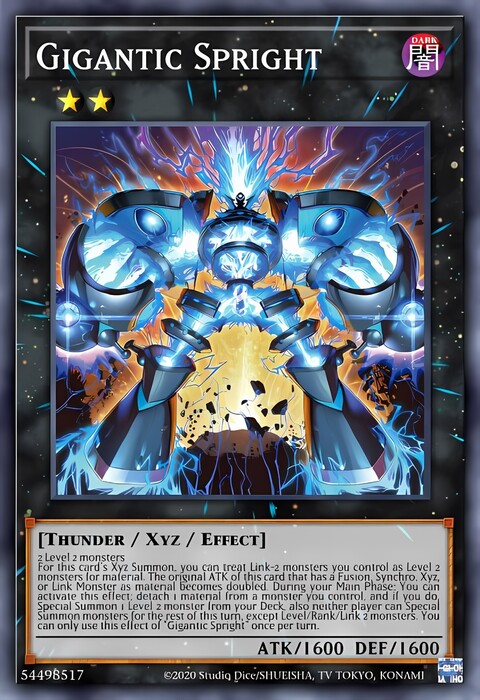 GIGANTIC SPRIGHT
DARK
闇
[THUNDER / XYZ / EFFECT]
2 Level 2 monsters
For this card's Xyz Summon, you can treat Link-2 monsters you control as Level 2
monsters for material. The original ATK of this card that has a Fusion, Synchro, Xyz,
or Link Monster as material becomes doubled. During your Main Phase: You can
activate this effect; detach 1 material from a monster you control, and if you do,
Special Summon 1 Level 2 monster from your Deck, also neither player can Special
Summon monsters for the rest of this turn, except Level/Rank/Link 2 monsters. You
can only use this effect of "Gigantic Spright" once per turn.
ATK/1600 DEF/1600
54498517
©2020 Studio Dice/SHUEISHA, TV TOKYO, KONAMI